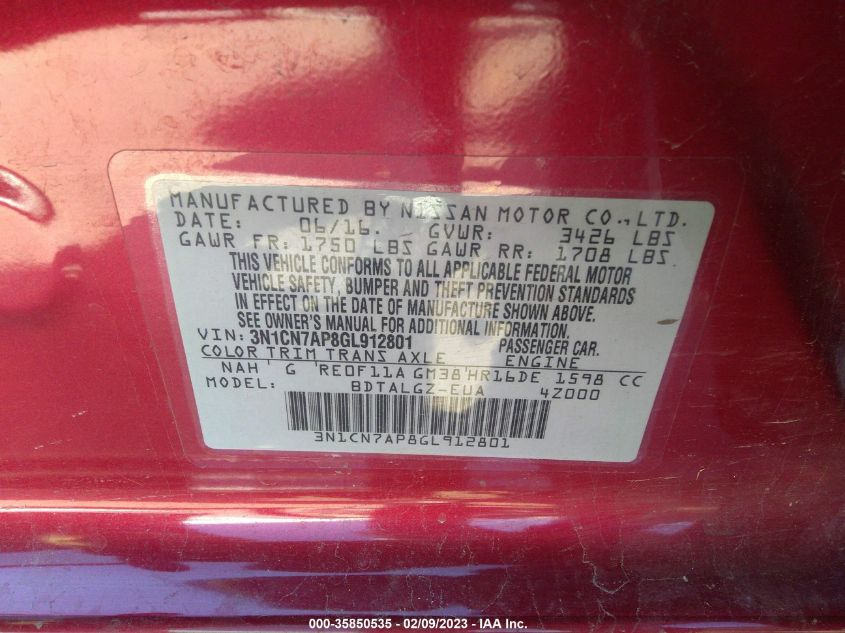 MANUFACTURED BY NISSAN MOTOR CO., LTD.
DATE: 06/16. GVWR: 3426 LBS
GAWR FR: 1750 LBS GAWR RR: 1708 LBS.
THIS VEHICLE CONFORMS TO ALL APPLICABLE FEDERAL MOTOR
VEHICLE SAFETY, BUMPER AND THEFT PREVENTION STANDARDS
IN EFFECT ON THE DATE OF MANUFACTURE SHOWN ABOVE.
SEE OWNER'S MANUAL FOR ADDITIONAL INFORMATION.
VIN: 3N1CN7AP8GL912801 PASSENGER CAR.
COLOR TRIM TRANS AXLE ENGINE
NAH G RE0F11A GM38 HR16DE 1598 CC
MODEL: BDTALGZ-EUA 4Z000
3N1CN7AP8GL912801
000-35850535 - 02/09/2023 - IAA Inc.